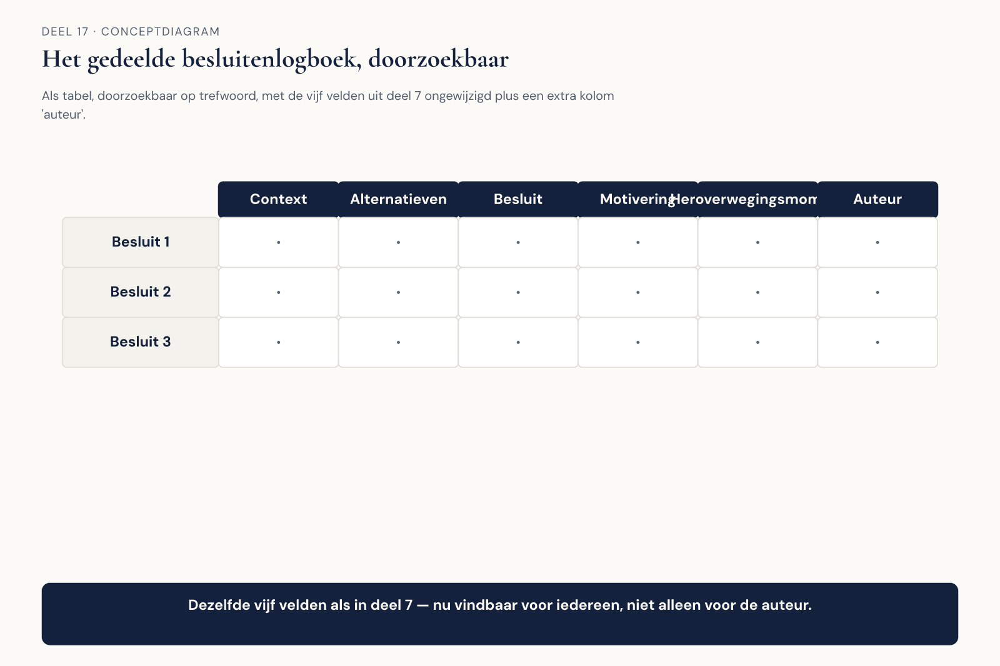 DEEL 17 · CONCEPTDIAGRAM
Het gedeelde besluitenlogboek, doorzoekbaar
Als tabel, doorzoekbaar op trefwoord, met de vijf velden uit deel 7 ongewijzigd plus een extra kolom
'auteur'.
Context Alternatieven Besluit Motivering Heroverwegingsmom Auteur
Besluit 1 • • • • • •
Besluit 2 • • • • • •
Besluit 3 • • • • • •
Dezelfde vijf velden als in deel 7 — nu vindbaar voor iedereen, niet alleen voor de auteur.